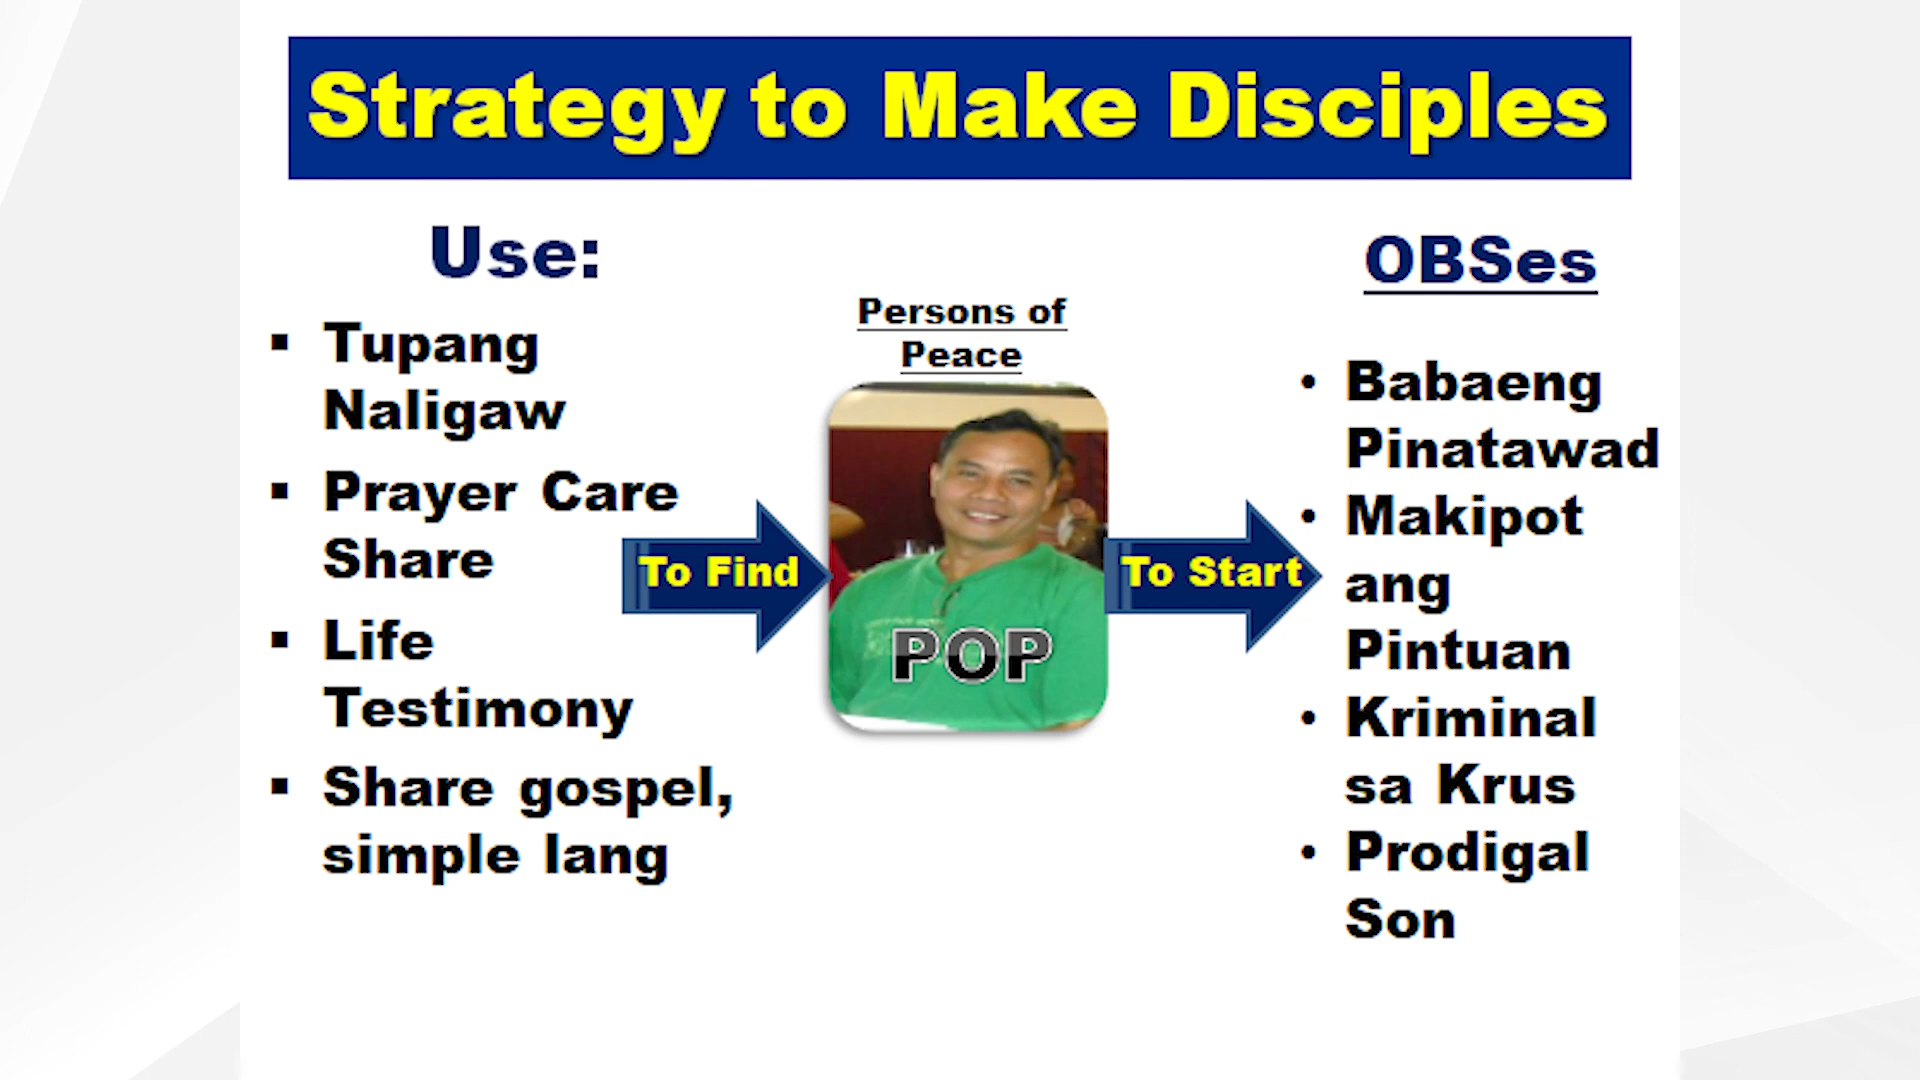 Strategy to Make Disciples
Use:
▪ Tupang
Naligaw
▪ Prayer Care
Share
▪ Life
Testimony
▪ Share gospel,
simple lang
To Find
Persons of
Peace
POP
To Start
OBSes
• Babaeng
Pinatawad
• Makipot
ang
Pintuan
• Kriminal
sa Krus
• Prodigal
Son